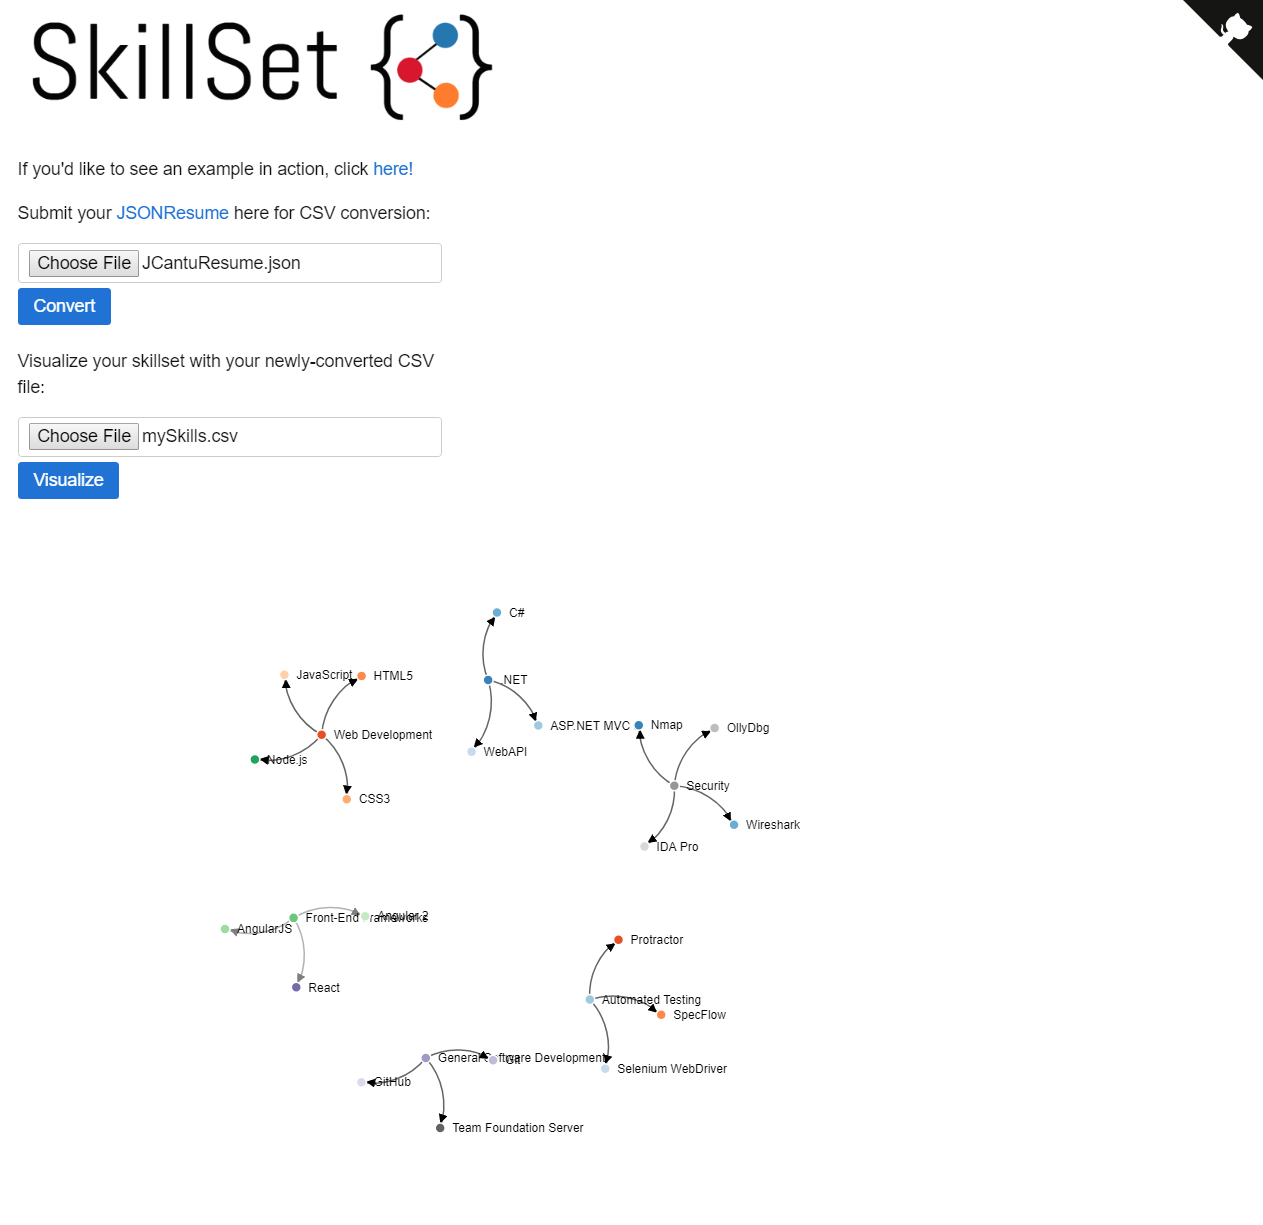 SkillSet
If you'd like to see an example in action, click here!
Submit your JSONResume here for CSV conversion:
Choose File JCantuResume.json
Convert
Visualize your skillset with your newly-converted CSV
file:
Choose File mySkills.csv
Visualize
C#
JavaScript
HTML5
.NET
ASP.NET MVC
Nmap
OllyDbg
Web Development
WebAPI
Node.js
Security
CSS3
Wireshark
IDA Pro
Angular 2
Front-End Frameworks
AngularJS
Protractor
React
Automated Testing
SpecFlow
General Software Development
Git
Selenium WebDriver
GitHub
Team Foundation Server